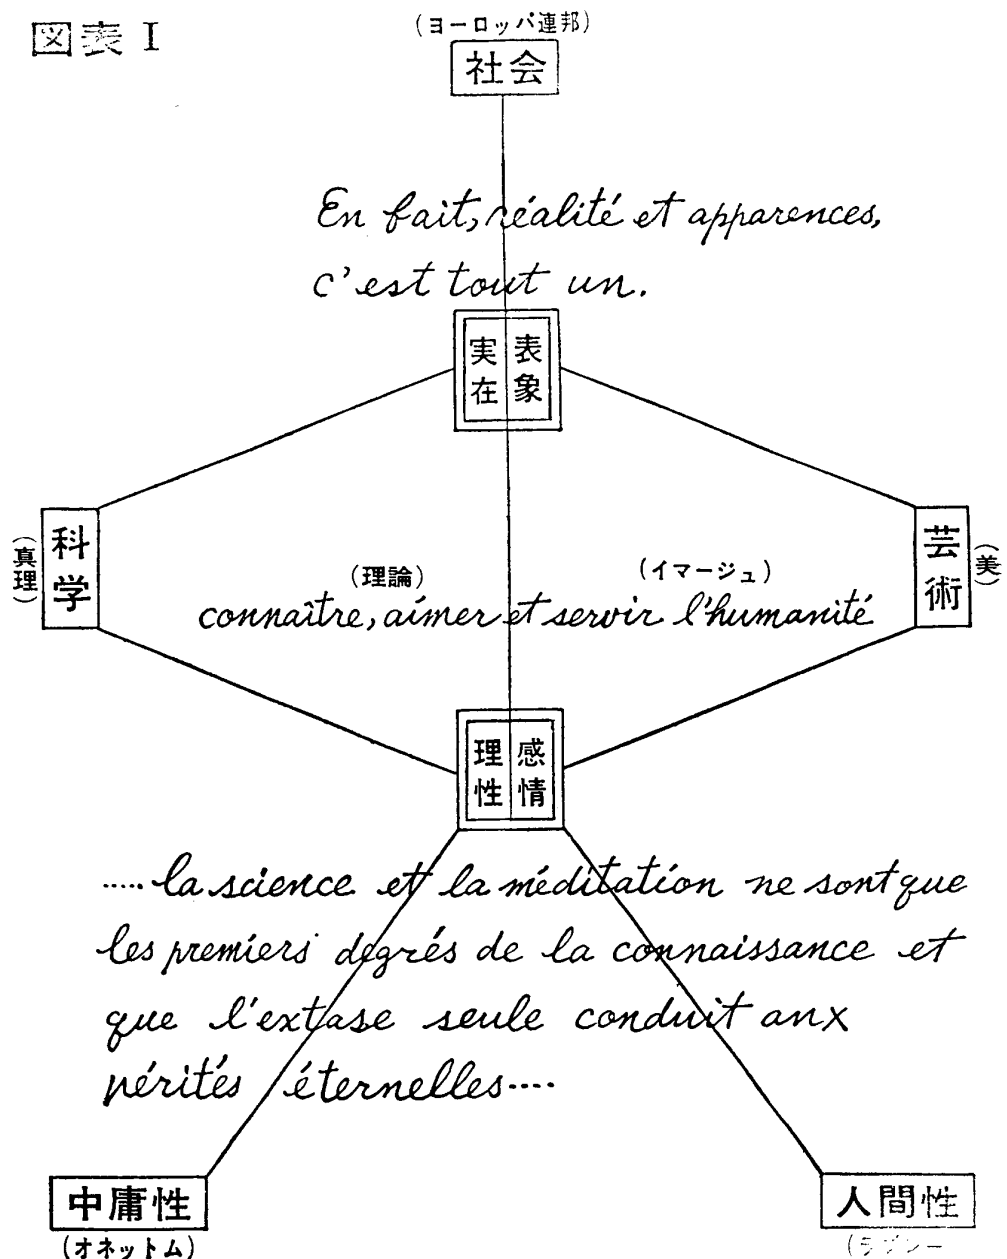 図表 I
(ヨーロッパ連邦)
社会
En fait, réalité et apparences,
c'est tout un.
実在 表象
科学
(真理)
芸術
(美)
(理論) (イマージュ)
connaître, aimer et servir l'humanité
理性 感情
..... la science et la méditation ne sont que
les premiers degrés de la connaissance et
que l'extase seule conduit anx
vérités éternelles....
中庸性 人間性
(オネットム)